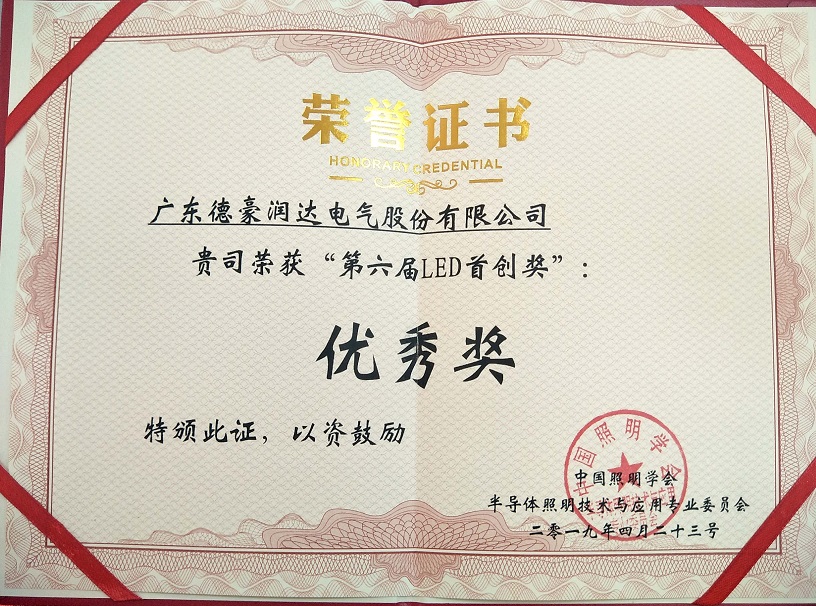 荣誉证书
HONORARY CREDENTIAL
广东德豪润达电气股份有限公司
贵司荣获“第六届LED首创奖”:
优秀奖
特颁此证，以资鼓励
中国照明学会
中国照明学会
半导体照明技术与应用专业委员会
二零一九年四月二十三号